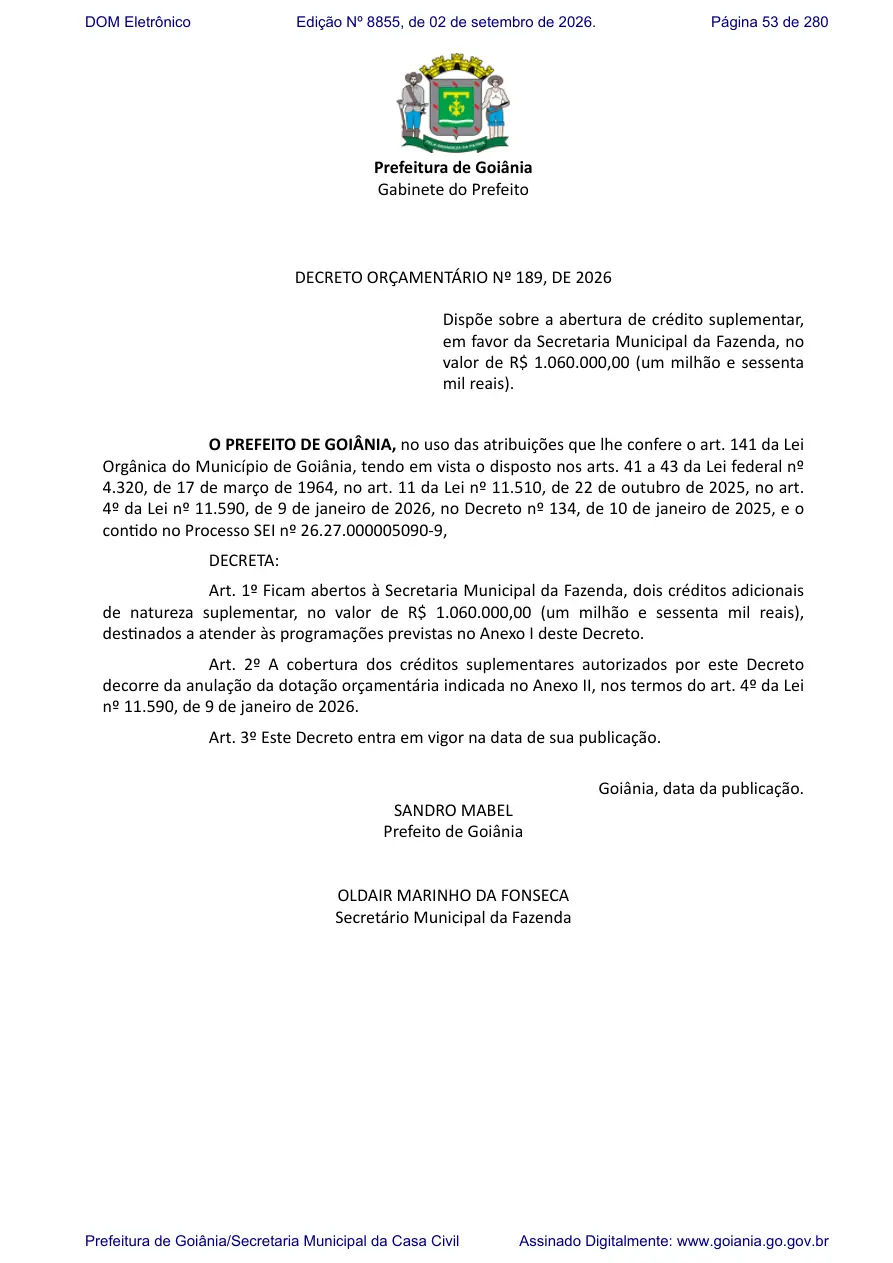 DOM Eletrônico Edição Nº 8855, de 02 de setembro de 2026. Página 53 de 280
PELA GRANDEZA DA PÁTRIA
Prefeitura de Goiânia
Gabinete do Prefeito
DECRETO ORÇAMENTÁRIO Nº 189, DE 2026
Dispõe sobre a abertura de crédito suplementar,
em favor da Secretaria Municipal da Fazenda, no
valor de R$ 1.060.000,00 (um milhão e sessenta
mil reais).
O PREFEITO DE GOIÂNIA, no uso das atribuições que lhe confere o art. 141 da Lei
Orgânica do Município de Goiânia, tendo em vista o disposto nos arts. 41 a 43 da Lei federal nº
4.320, de 17 de março de 1964, no art. 11 da Lei nº 11.510, de 22 de outubro de 2025, no art.
4º da Lei nº 11.590, de 9 de janeiro de 2026, no Decreto nº 134, de 10 de janeiro de 2025, e o
contido no Processo SEI nº 26.27.000005090-9,
DECRETA:
Art. 1º Ficam abertos à Secretaria Municipal da Fazenda, dois créditos adicionais
de natureza suplementar, no valor de R$ 1.060.000,00 (um milhão e sessenta mil reais),
destinados a atender às programações previstas no Anexo I deste Decreto.
Art. 2º A cobertura dos créditos suplementares autorizados por este Decreto
decorre da anulação da dotação orçamentária indicada no Anexo II, nos termos do art. 4º da Lei
nº 11.590, de 9 de janeiro de 2026.
Art. 3º Este Decreto entra em vigor na data de sua publicação.
Goiânia, data da publicação.
SANDRO MABEL
Prefeito de Goiânia
OLDAIR MARINHO DA FONSECA
Secretário Municipal da Fazenda
Prefeitura de Goiânia/Secretaria Municipal da Casa Civil Assinado Digitalmente: www.goiania.go.gov.br